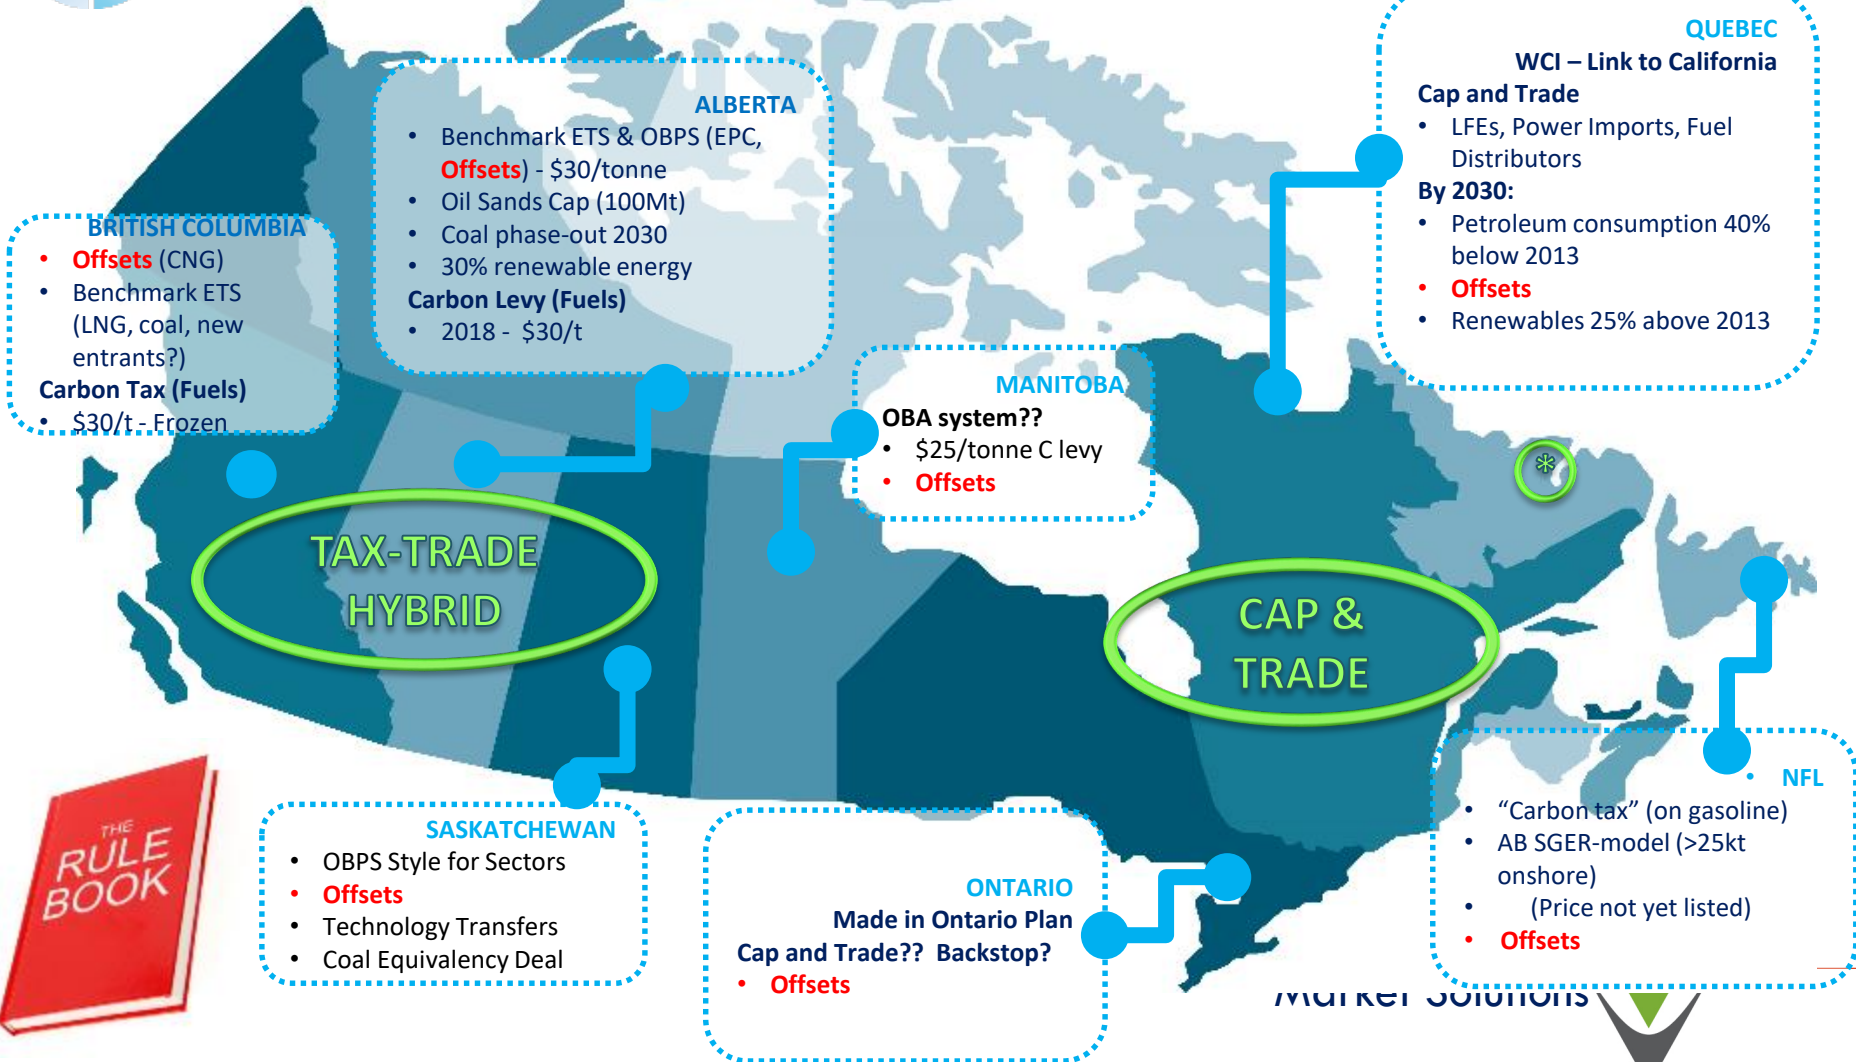 QUEBEC
WCI – Link to California
Cap and Trade
• LFEs, Power Imports, Fuel
Distributors
By 2030:
• Petroleum consumption 40%
below 2013
• Offsets
• Renewables 25% above 2013
ALBERTA
• Benchmark ETS & OBPS (EPC,
Offsets) - $30/tonne
• Oil Sands Cap (100Mt)
• Coal phase-out 2030
• 30% renewable energy
Carbon Levy (Fuels)
• 2018 - $30/t
BRITISH COLUMBIA
• Offsets (CNG)
• Benchmark ETS
(LNG, coal, new
entrants?)
Carbon Tax (Fuels)
• $30/t - Frozen
MANITOBA
OBA system??
• $25/tonne C levy
• Offsets
*
TAX-TRADE
HYBRID
CAP &
TRADE
THE
RULE
BOOK
SASKATCHEWAN
• OBPS Style for Sectors
• Offsets
• Technology Transfers
• Coal Equivalency Deal
ONTARIO
Made in Ontario Plan
Cap and Trade?? Backstop?
• Offsets
• NFL
• “Carbon tax” (on gasoline)
• AB SGER-model (>25kt
onshore)
• (Price not yet listed)
• Offsets
Market Solutions